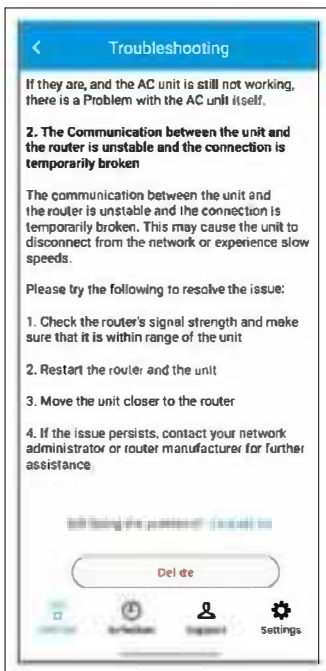 Troubleshooting
If they are, and the AC unit is still not working,
there is a Problem with the AC unit itself.
2. The Communication between the unit and
the router is unstable and the connection is
temporarily broken
The communication between the unit and
the router is unstable and the connection is
temporarily broken. This may cause the unit to
disconnect from the network or experience slow
speeds.
Please try the following to resolve the issue:
1. Check the router's signal strength and make
sure that it is within range of the unit
2. Restart the router and the unit
3. Move the unit closer to the router
4. If the issue persists, contact your network
administrator or router manufacturer for further
assistance
Delete
Settings